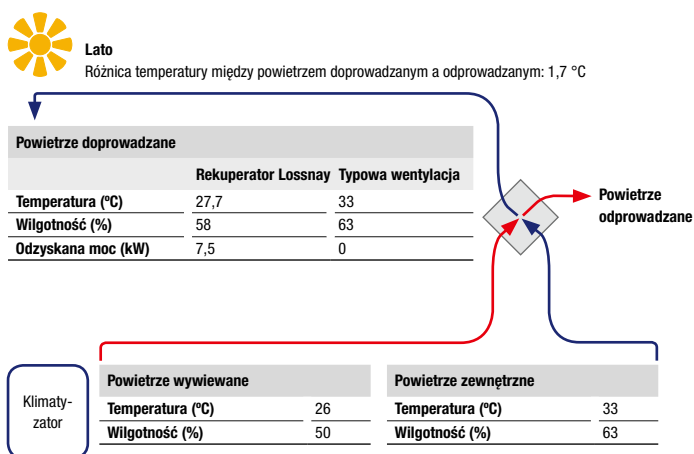 Lato
Różnica temperatury między powietrzem doprowadzanym a odprowadzanym: 1,7 °C
Powietrze doprowadzane
Rekuperator Lossnay Typowa wentylacja
Temperatura (ºC) 27,7 33
Wilgotność (%) 58 63
Odzyskana moc (kW) 7,5 0
Powietrze
odprowadzane
Klimaty-
zator
Powietrze wywiewane
Temperatura (ºC) 26
Wilgotność (%) 50
Powietrze zewnętrzne
Temperatura (ºC) 33
Wilgotność (%) 63